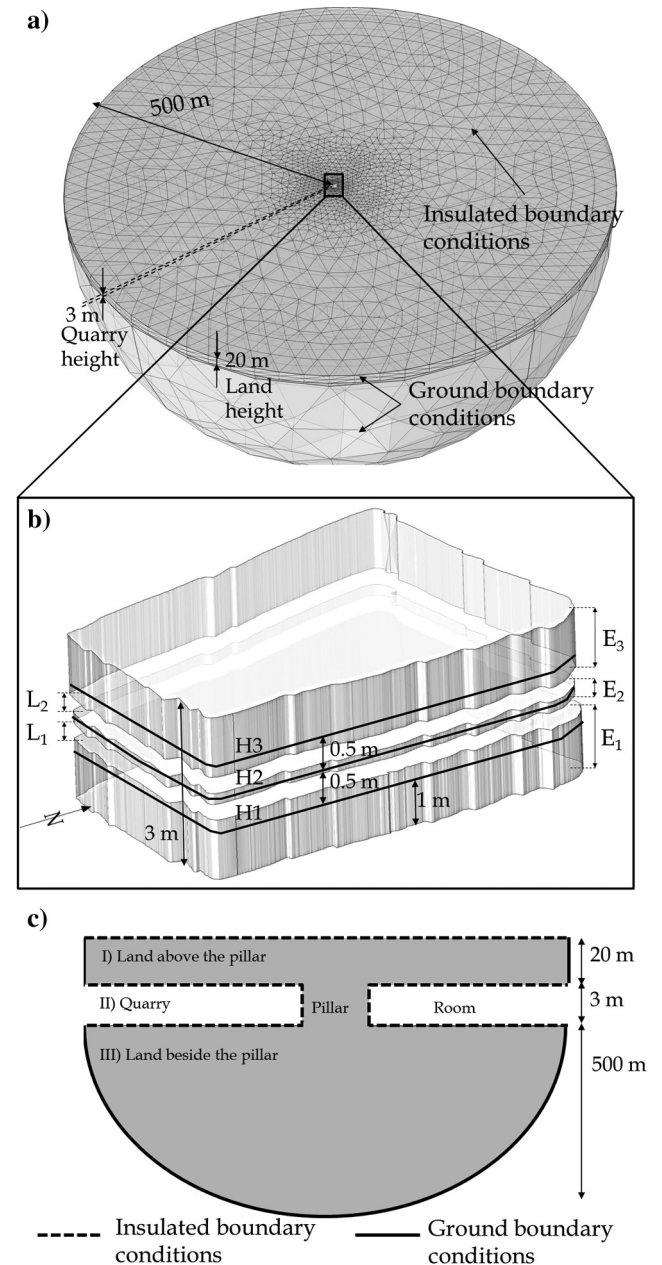 a)
500 m
Insulated boundary
conditions
3 m
Quarry
height
20 m
Land
height
Ground boundary
conditions
b)
E3
L2
E2
L1
E1
H3
0.5 m
H2
0.5 m
H1
1 m
3 m
N
c)
I) Land above the pillar
20 m
II) Quarry
Pillar
Room
3 m
III) Land beside the pillar
500 m
Insulated boundary
conditions
Ground boundary
conditions